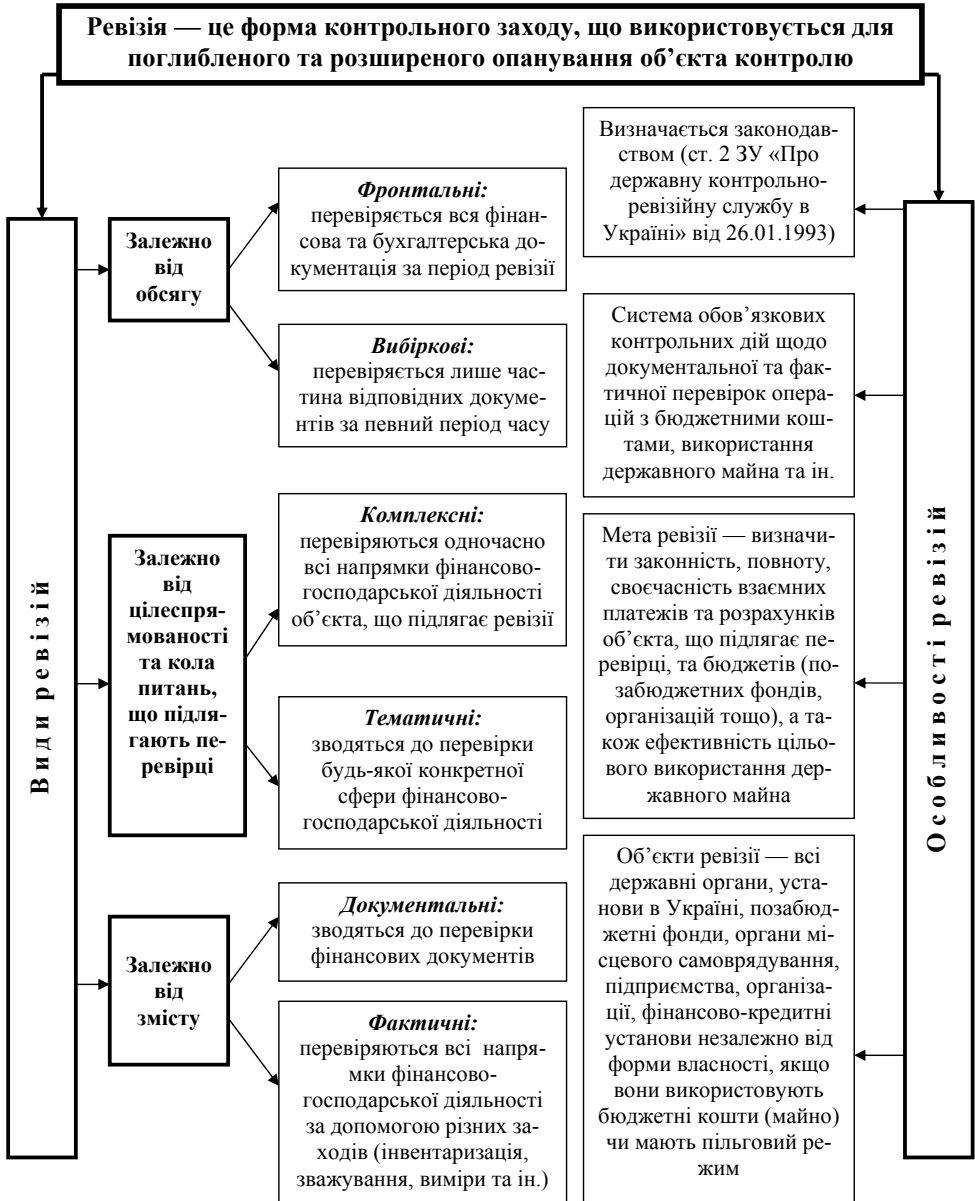 Ревізія — це форма контрольного заходу, що використовується для
поглибленого та розширеного опанування об’єкта контролю
Види ревізій
Залежно
від
обсягу
Фронтальні:
перевіряється вся фінан-
сова та бухгалтерська до-
кументація за період ревізії
Вибіркові:
перевіряється лише час-
тина відповідних докуме-
нтів за певний період часу
Залежно
від
цілеспря-
мованості
та кола
питань,
що підля-
гають пе-
ревірці
Комплексні:
перевіряються одночасно
всі напрямки фінансово-
господарської діяльності
об’єкта, що підлягає ревізії
Тематичні:
зводяться до перевірки
будь-якої конкретної
сфери фінансово-
господарської діяльності
Залежно
від
змісту
Документальні:
зводяться до перевірки
фінансових документів
Фактичні:
перевіряються всі напря-
мки фінансово-
господарської діяльності
за допомогою різних за-
ходів (інвентаризація,
зважування, виміри та ін.)
Особливості ревізій
Визначається законодав-
ством (ст. 2 ЗУ «Про
державну контрольно-
ревізійну службу в
Україні» від 26.01.1993)
Система обов’язкових
контрольних дій щодо
документальної та фак-
тичної перевірок опера-
цій з бюджетними кош-
тами, використання
державного майна та ін.
Мета ревізії — визначи-
ти законність, повноту,
своєчасність взаємних
платежів та розрахунків
об’єкта, що підлягає пе-
ревірці, та бюджетів (по-
забюджетних фондів,
організацій тощо), а та-
кож ефективність цільо-
вого використання дер-
жавного майна
Об’єкти ревізії — всі
державні органи, уста-
нови в Україні, позабюд-
жетні фонди, органи мі-
сцевого самоврядування,
підприємства, організа-
ції, фінансово-кредитні
установи незалежно від
форми власності, якщо
вони використовують
бюджетні кошти (майно)
чи мають пільговий ре-
жим